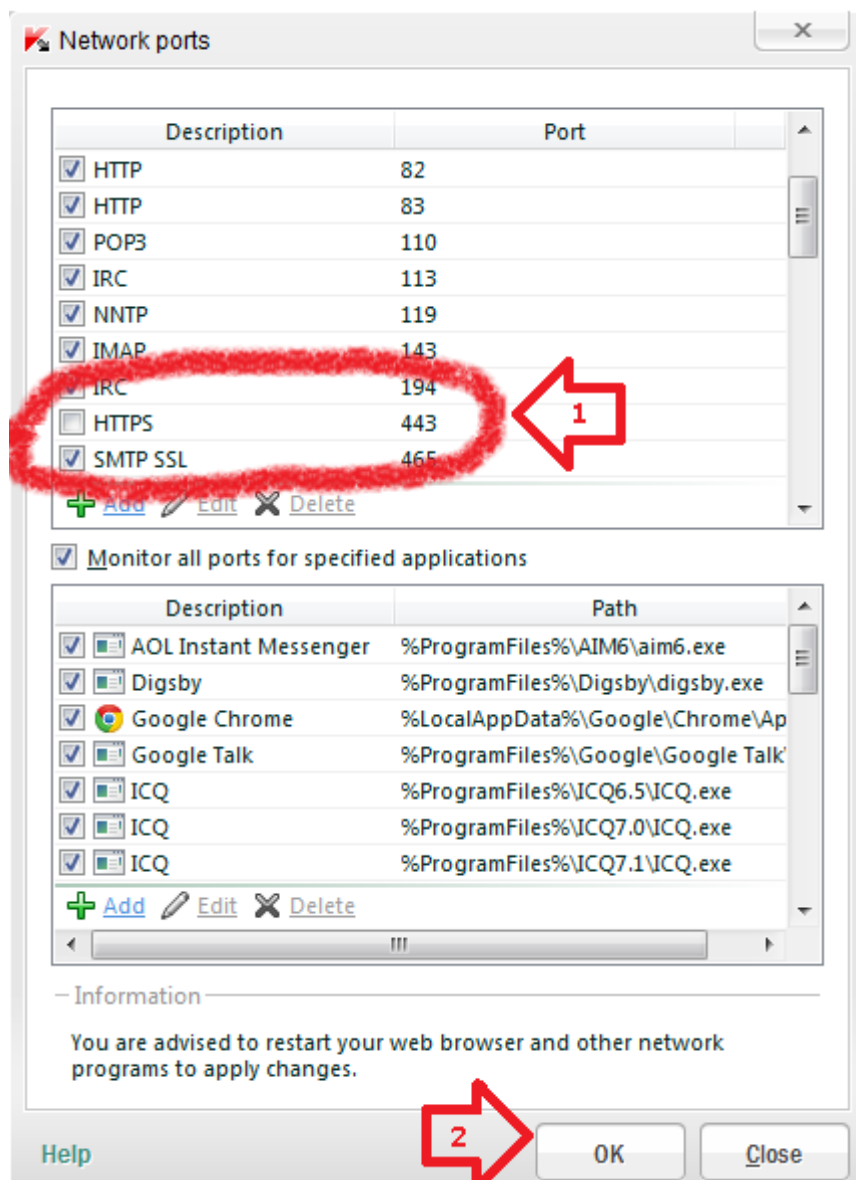 Network ports
Description Port
HTTP 82
HTTP 83
POP3 110
IRC 113
NNTP 119
IMAP 143
IRC 194
HTTPS 443
SMTP SSL 465
Add Edit Delete
1
Monitor all ports for specified applications
Description Path
AOL Instant Messenger %ProgramFiles%\AIM6\aim6.exe
Digsby %ProgramFiles%\Digsby\digsby.exe
Google Chrome %LocalAppData%\Google\Chrome\Ap
Google Talk %ProgramFiles%\Google\Google Talk'
ICQ %ProgramFiles%\ICQ6.5\ICQ.exe
ICQ %ProgramFiles%\ICQ7.0\ICQ.exe
ICQ %ProgramFiles%\ICQ7.1\ICQ.exe
Add Edit Delete
Information
You are advised to restart your web browser and other network
programs to apply changes.
Help 2 OK Close